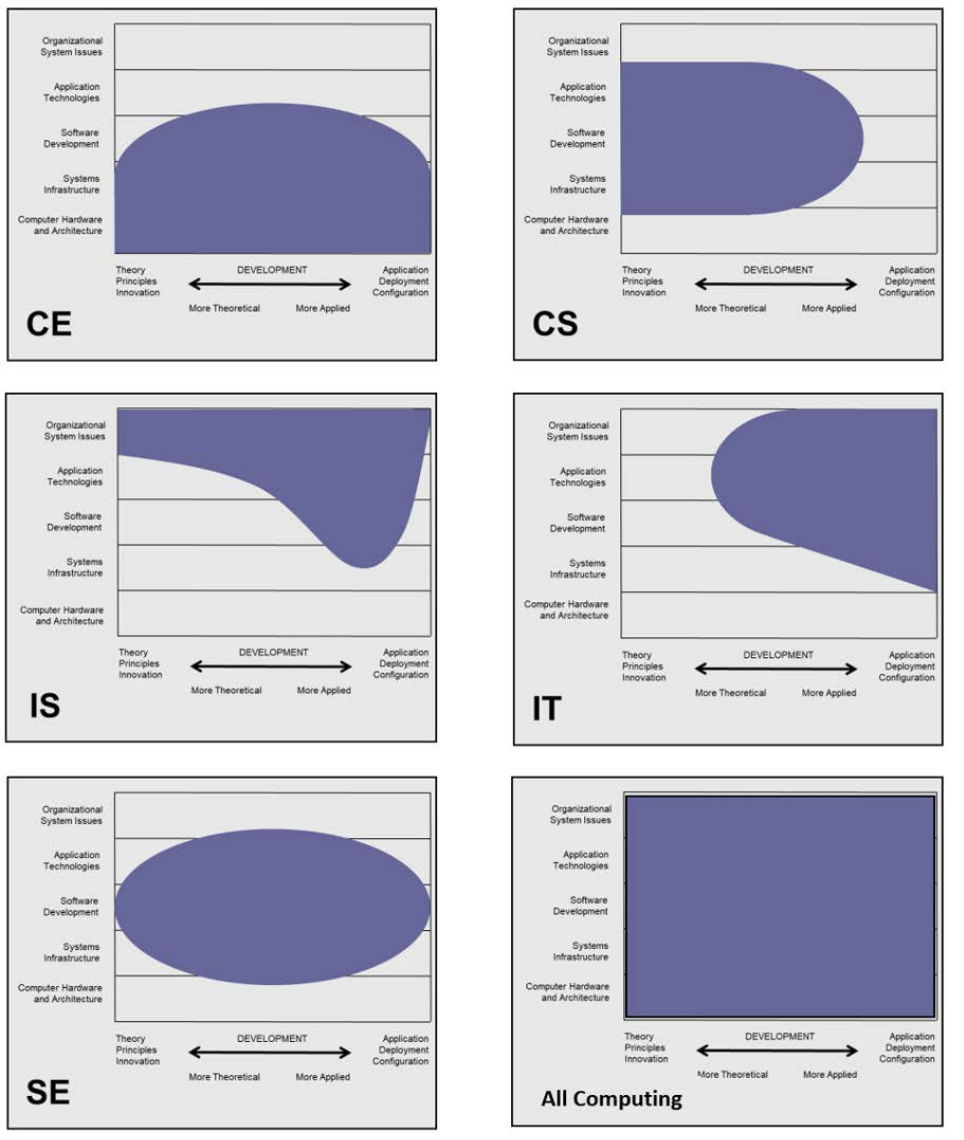 Organizational
System Issues
Application
Technologies
Software
Development
Systems
Infrastructure
Computer Hardware
and Architecture
Theory
Principles
Innovation
DEVELOPMENT
Application
Deployment
Configuration
More Theoretical
More Applied
CE
Organizational
System Issues
Application
Technologies
Software
Development
Systems
Infrastructure
Computer Hardware
and Architecture
Theory
Principles
Innovation
DEVELOPMENT
Application
Deployment
Configuration
More Theoretical
More Applied
CS
Organizational
System Issues
Application
Technologies
Software
Development
Systems
Infrastructure
Computer Hardware
and Architecture
Theory
Principles
Innovation
DEVELOPMENT
Application
Deployment
Configuration
More Theoretical
More Applied
IS
Organizational
System Issues
Application
Technologies
Software
Development
Systems
Infrastructure
Computer Hardware
and Architecture
Theory
Principles
Innovation
DEVELOPMENT
Application
Deployment
Configuration
More Theoretical
More Applied
IT
Organizational
System Issues
Application
Technologies
Software
Development
Systems
Infrastructure
Computer Hardware
and Architecture
Theory
Principles
Innovation
DEVELOPMENT
Application
Deployment
Configuration
More Theoretical
More Applied
SE
Organizational
System Issues
Application
Technologies
Software
Development
Systems
Infrastructure
Computer Hardware
and Architecture
Theory
Principles
Innovation
DEVELOPMENT
Application
Deployment
Configuration
More Theoretical
More Applied
All Computing